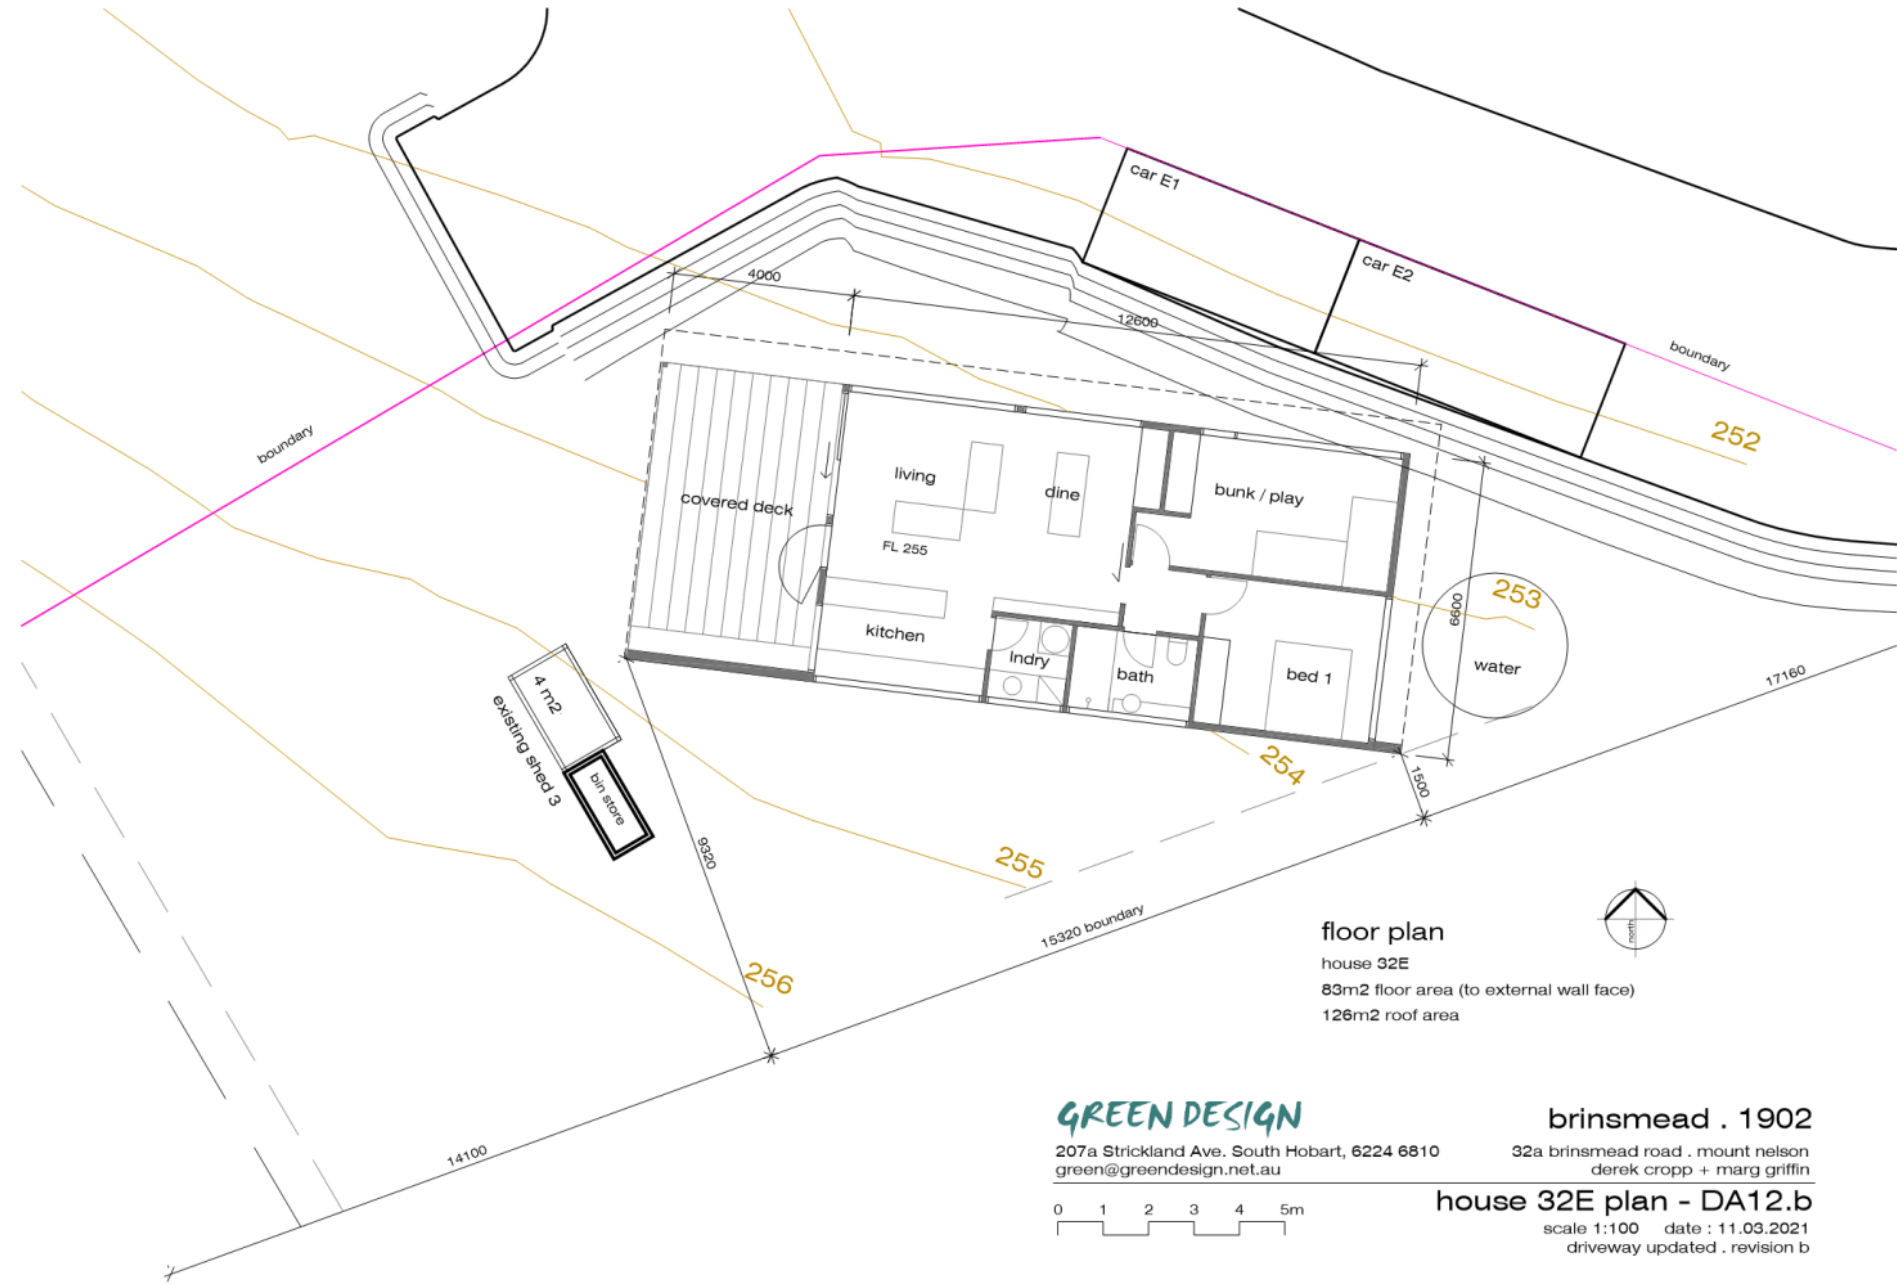 car E1
car E2
4000
12600
boundary
252
boundary
living
dine
bunk / play
covered deck
FL 255
kitchen
lndry
bath
bed 1
6600
253
water
17160
4 m2
existing shed 3
bin store
254
1500
9320
255
15320 boundary
256
14100
north
floor plan
house 32E
83m2 floor area (to external wall face)
126m2 roof area
GREEN DESIGN
207a Strickland Ave. South Hobart, 6224 6810
green@greendesign.net.au
0 1 2 3 4 5m
brinsmead . 1902
32a brinsmead road . mount nelson
derek cropp + marg griffin
house 32E plan - DA12.b
scale 1:100 date : 11.03.2021
driveway updated . revision b